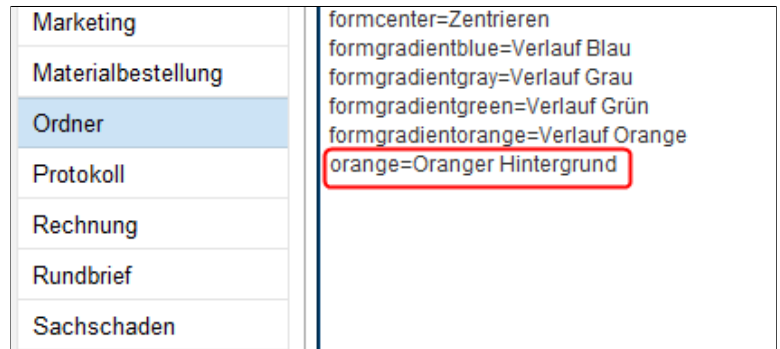 Marketing
Materialbestellung
Ordner
Protokoll
Rechnung
Rundbrief
Sachschaden
formcenter=Zentrieren
formgradientblue=Verlauf Blau
formgradientgray=Verlauf Grau
formgradientgreen=Verlauf Grün
formgradientorange=Verlauf Orange
orange=Oranger Hintergrund